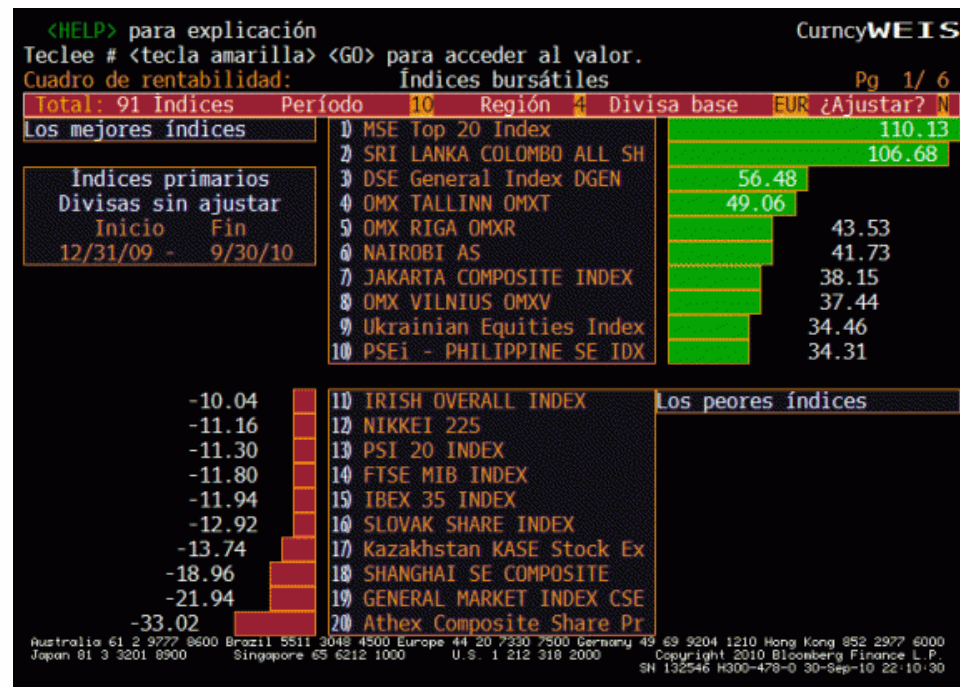 <HELP> para explicación CurncyWEIS
Teclee # <tecla amarilla> <GO> para acceder al valor.
Cuadro de rentabilidad: Índices bursátiles Pg 1/ 6
Total: 91 Índices Período 10 Región 4 Divisa base EUR ¿Ajustar? N
Los mejores índices 1) MSE Top 20 Index 110.13
2) SRI LANKA COLOMBO ALL SH 106.68
Índices primarios 3) DSE General Index DGEN 56.48
Divisas sin ajustar 4) OMX TALLINN OMXT 49.06
Inicio Fin 5) OMX RIGA OMXR 43.53
12/31/09 - 9/30/10 6) NAIROBI AS 41.73
7) JAKARTA COMPOSITE INDEX 38.15
8) OMX VILNIUS OMXV 37.44
9) Ukrainian Equities Index 34.46
10) PSEi - PHILIPPINE SE IDX 34.31
-10.04 11) IRISH OVERALL INDEX Los peores índices
-11.16 12) NIKKEI 225
-11.30 13) PSI 20 INDEX
-11.80 14) FTSE MIB INDEX
-11.94 15) IBEX 35 INDEX
-12.92 16) SLOVAK SHARE INDEX
-13.74 17) Kazakhstan KASE Stock Ex
-18.96 18) SHANGHAI SE COMPOSITE
-21.94 19) GENERAL MARKET INDEX CSE
-33.02 20) Athex Composite Share Pr
Australia 61 2 9777 8600 Brazil 5511 3048 4500 Europe 44 20 7330 7500 Germany 49 69 9204 1210 Hong Kong 852 2977 6000
Japan 81 3 3201 8900 Singapore 65 6212 1000 U.S. 1 212 318 2000 Copyright 2010 Bloomberg Finance L.P.
SN 132546 H300-478-0 30-Sep-10 22:10:30